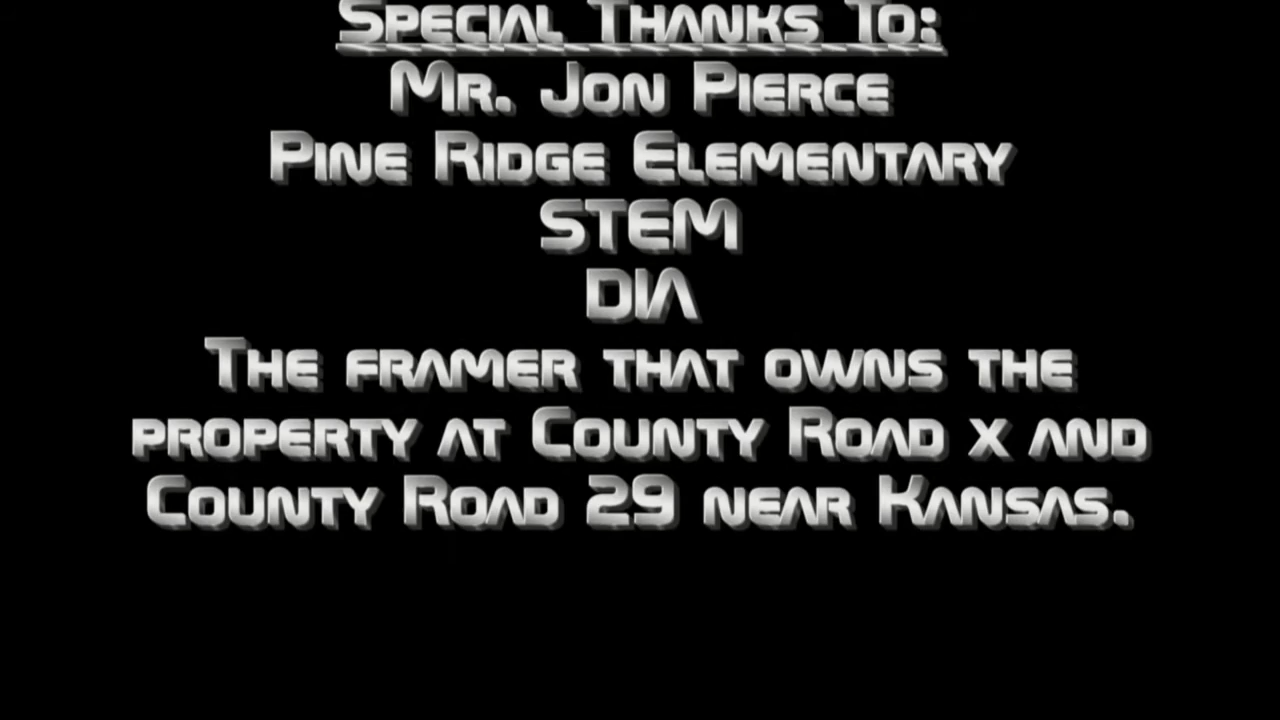 Special Thanks To:
Mr. Jon Pierce
Pine Ridge Elementary
STEM
DIA
The framer that owns the
property at County Road x and
County Road 29 near Kansas.